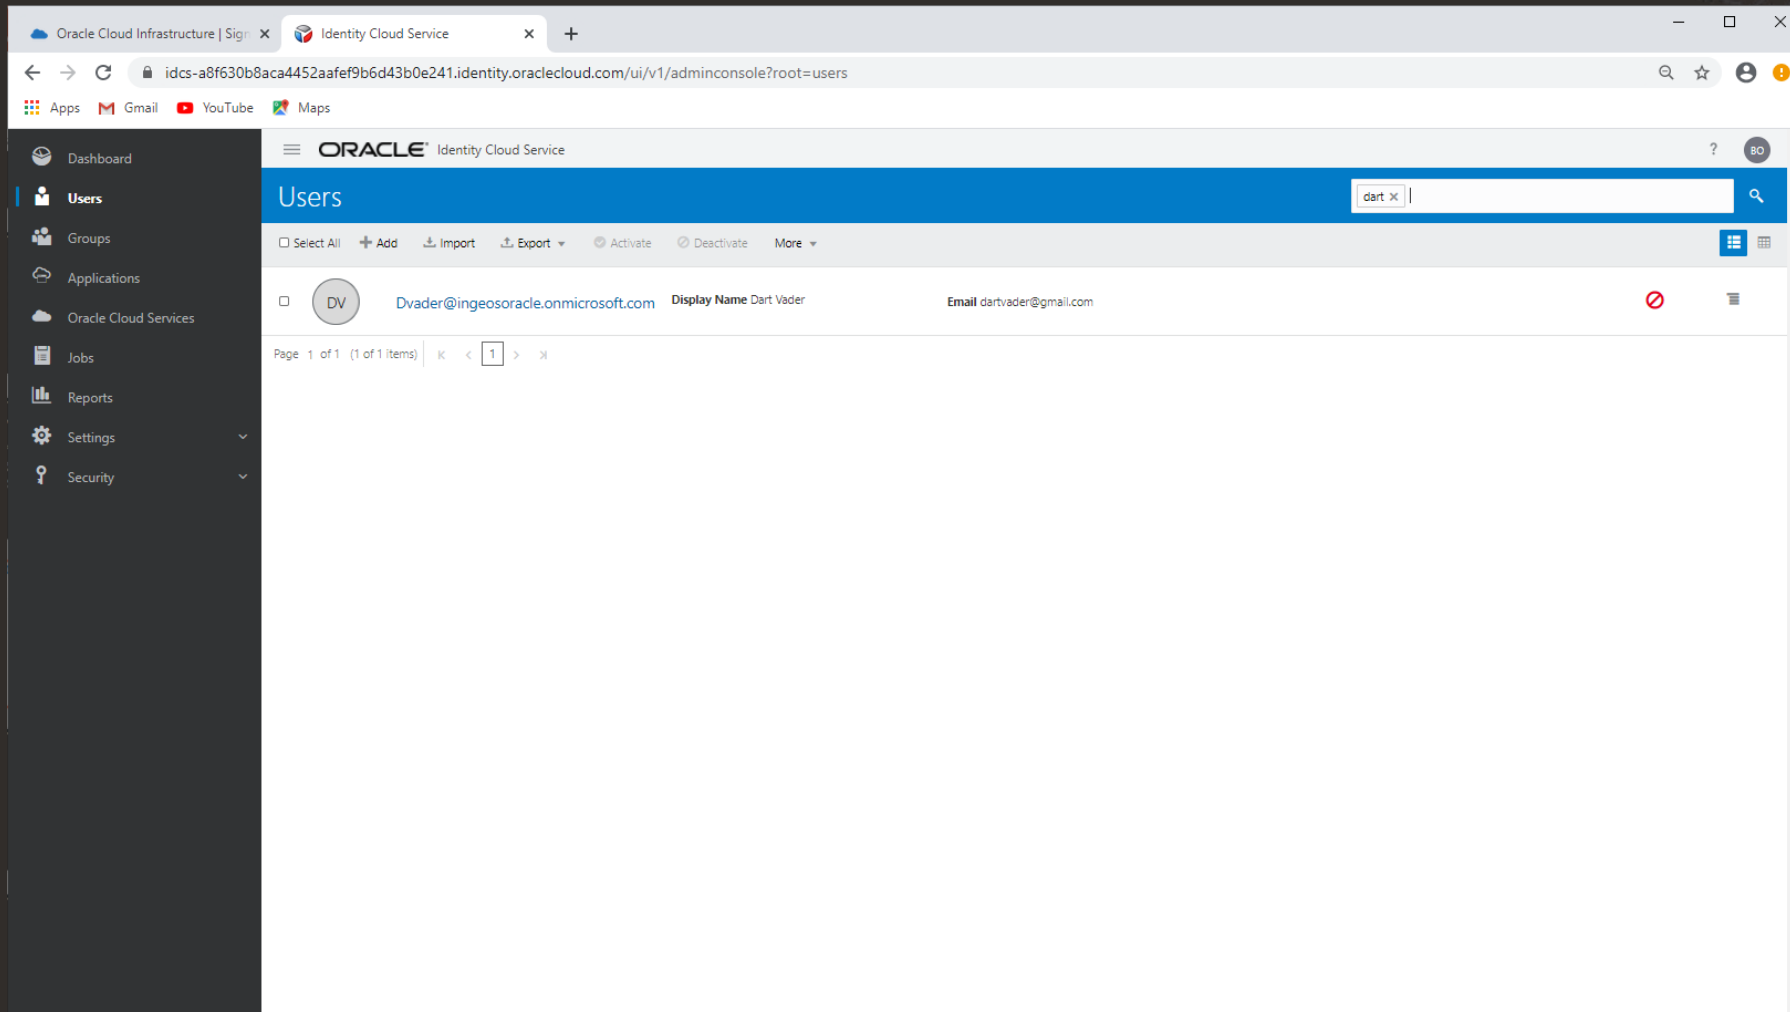 Oracle Cloud Infrastructure | Sign
Identity Cloud Service
idcs-a8f630b8aca4452aafef9b6d43b0e241.identity.oraclecloud.com/ui/v1/adminconsole?root=users
Apps
Gmail
YouTube
Maps
Dashboard
Users
Groups
Applications
Oracle Cloud Services
Jobs
Reports
Settings
Security
ORACLE® Identity Cloud Service
?
BO
Users
dart
Select All
Add
Import
Export
Activate
Deactivate
More
DV
Dvader@ingeosoracle.onmicrosoft.com
Display Name Dart Vader
Email dartvader@gmail.com
Page 1 of 1 (1 of 1 items)
1